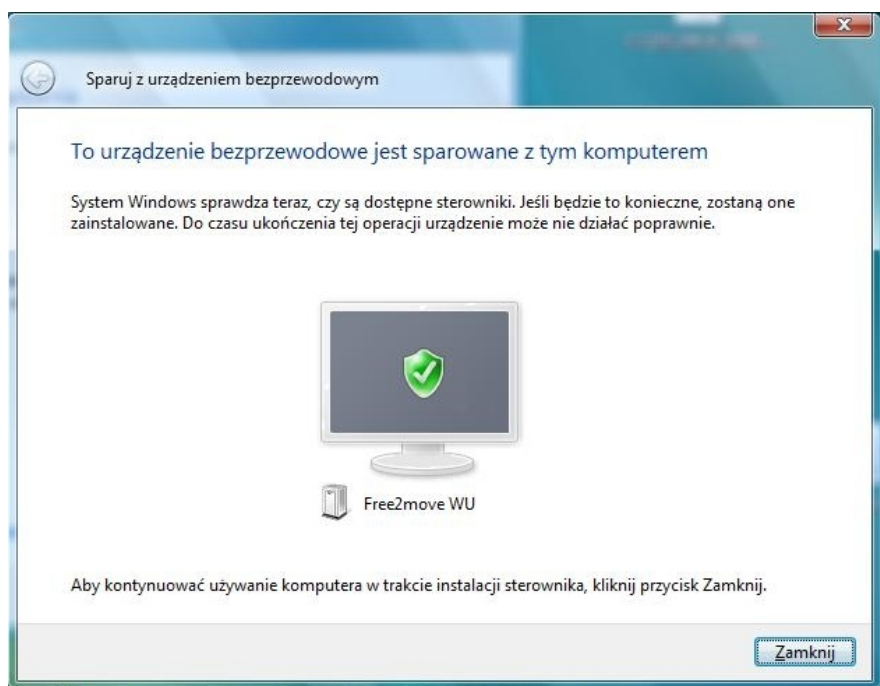 Sparuj z urządzeniem bezprzewodowym
To urządzenie bezprzewodowe jest sparowane z tym komputerem
System Windows sprawdza teraz, czy są dostępne sterowniki. Jeśli będzie to konieczne, zostaną one
zainstalowane. Do czasu ukończenia tej operacji urządzenie może nie działać poprawnie.
Free2move WU
Aby kontynuować używanie komputera w trakcie instalacji sterownika, kliknij przycisk Zamknij.
Zamknij